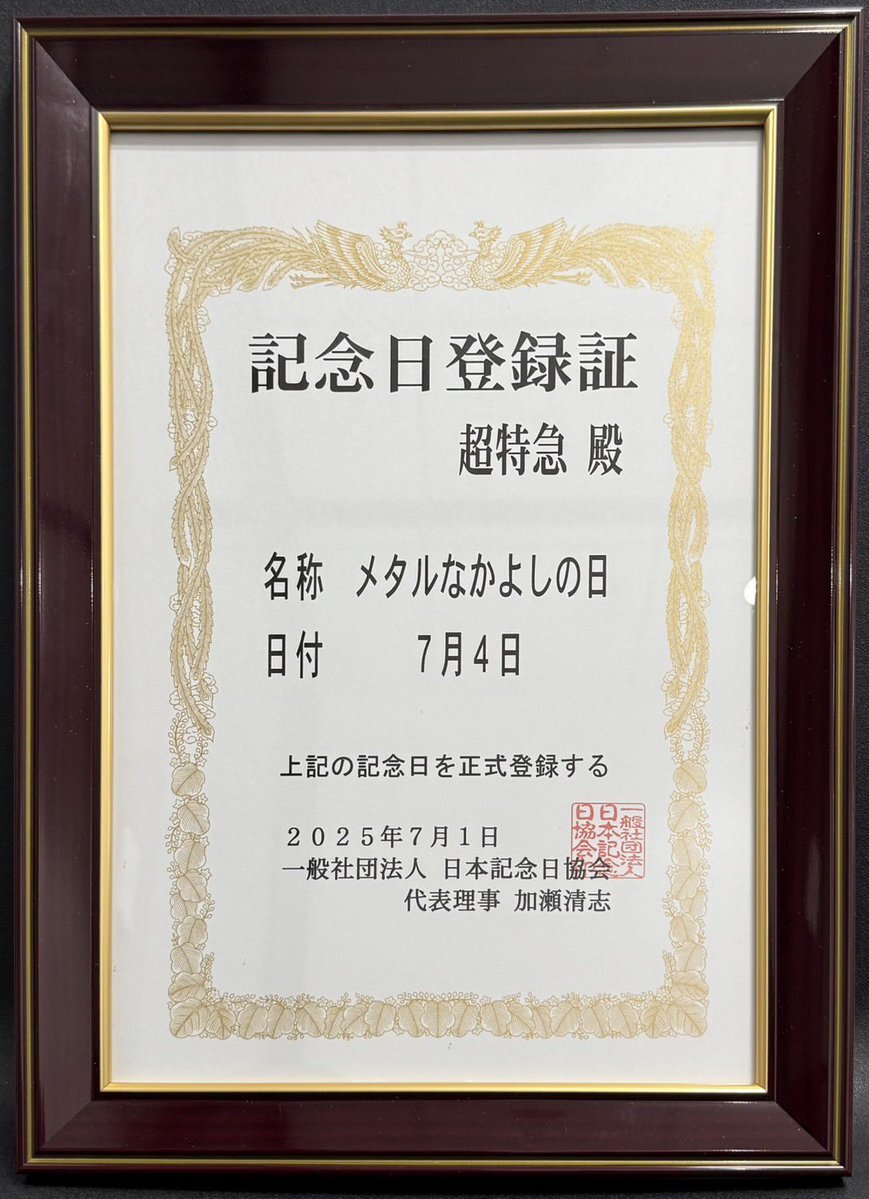 記念日登録証
超特急 殿
名称 メタルなかよしの日
日付 7月4日
上記の記念日を正式登録する
2025年7月1日
一般社団法人 日本記念日協会
代表理事 加瀬清志
一般社団法人
日本記念
日協会